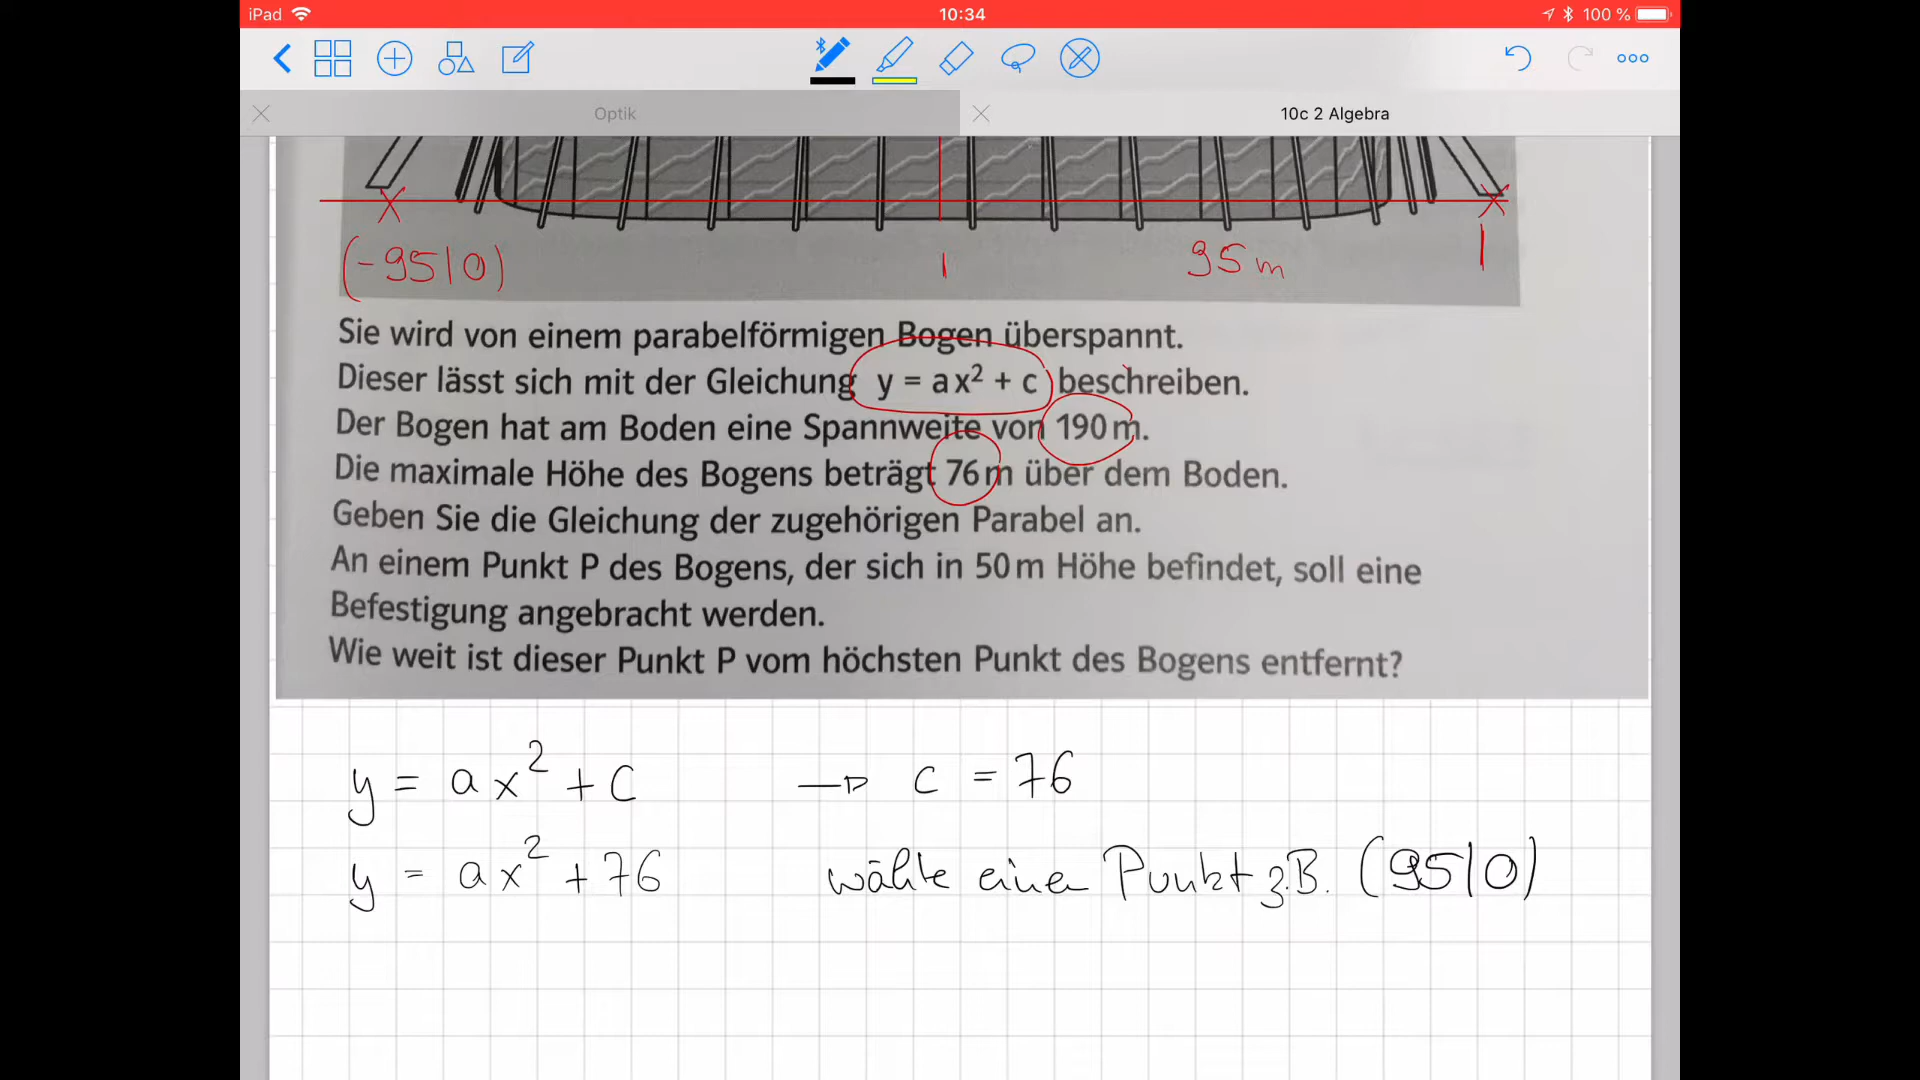 iPad 10:34 100 %
Optik
10c 2 Algebra
(-95|0) 95 m
Sie wird von einem parabelförmigen Bogen überspannt.
Dieser lässt sich mit der Gleichung y = ax² + c beschreiben.
Der Bogen hat am Boden eine Spannweite von 190 m.
Die maximale Höhe des Bogens beträgt 76 m über dem Boden.
Geben Sie die Gleichung der zugehörigen Parabel an.
An einem Punkt P des Bogens, der sich in 50 m Höhe befindet, soll eine
Befestigung angebracht werden.
Wie weit ist dieser Punkt P vom höchsten Punkt des Bogens entfernt?
y = ax² + c → c = 76
y = ax² + 76 wähle einen Punkt z.B. (95|0)